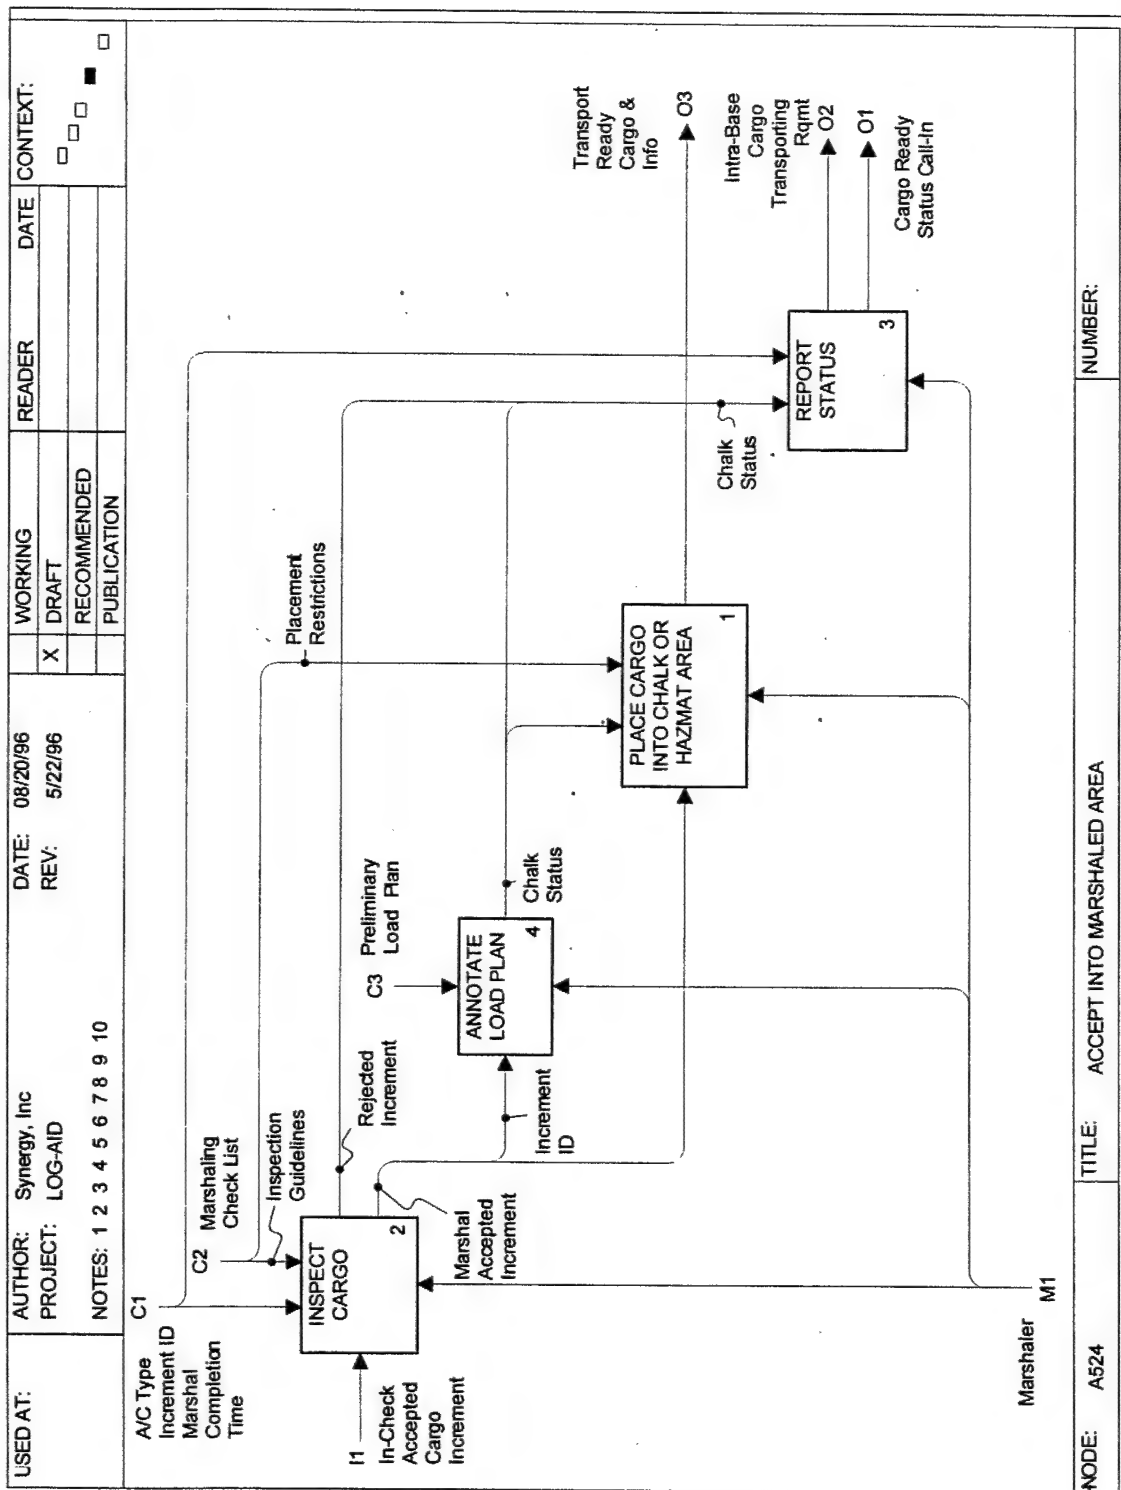 USED AT:
AUTHOR: Synergy, Inc
PROJECT: LOG-AID
NOTES: 1 2 3 4 5 6 7 8 9 10
DATE: 08/20/96
REV: 5/22/96
WORKING
X DRAFT
RECOMMENDED
PUBLICATION
READER DATE
CONTEXT:
A/C Type
Increment ID
Marshal
Completion
Time
C1
C2
Marshaling
Check List
Inspection
Guidelines
I1
In-Check
Accepted
Cargo
Increment
INSPECT
CARGO
2
Rejected
Increment
Marshal
Accepted
Increment
Increment
ID
C3
Preliminary
Load Plan
ANNOTATE
LOAD PLAN
4
Chalk
Status
Placement
Restrictions
PLACE CARGO
INTO CHALK OR
HAZMAT AREA
1
Chalk
Status
REPORT
STATUS
3
Transport
Ready
Cargo &
Info
O3
Intra-Base
Cargo
Transporting
Rqmt
O2
O1
Cargo Ready
Status Call-In
Marshaler
M1
NODE: A524
TITLE: ACCEPT INTO MARSHALED AREA
NUMBER: